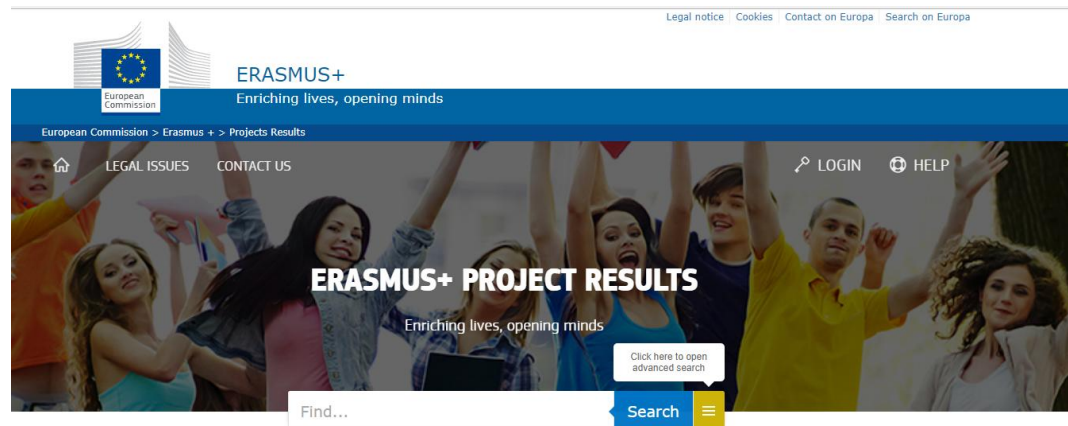 Legal notice Cookies Contact on Europa Search on Europa
European
Commission
ERASMUS+
Enriching lives, opening minds
European Commission > Erasmus + > Projects Results
LEGAL ISSUES CONTACT US LOGIN HELP
ERASMUS+ PROJECT RESULTS
Enriching lives, opening minds
Click here to open
advanced search
Find... Search